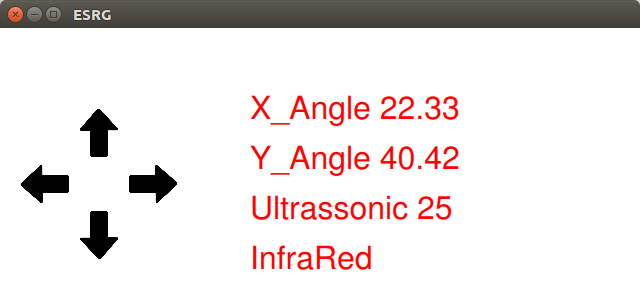 ESRG
X_Angle 22.33
Y_Angle 40.42
Ultrassonic 25
InfraRed